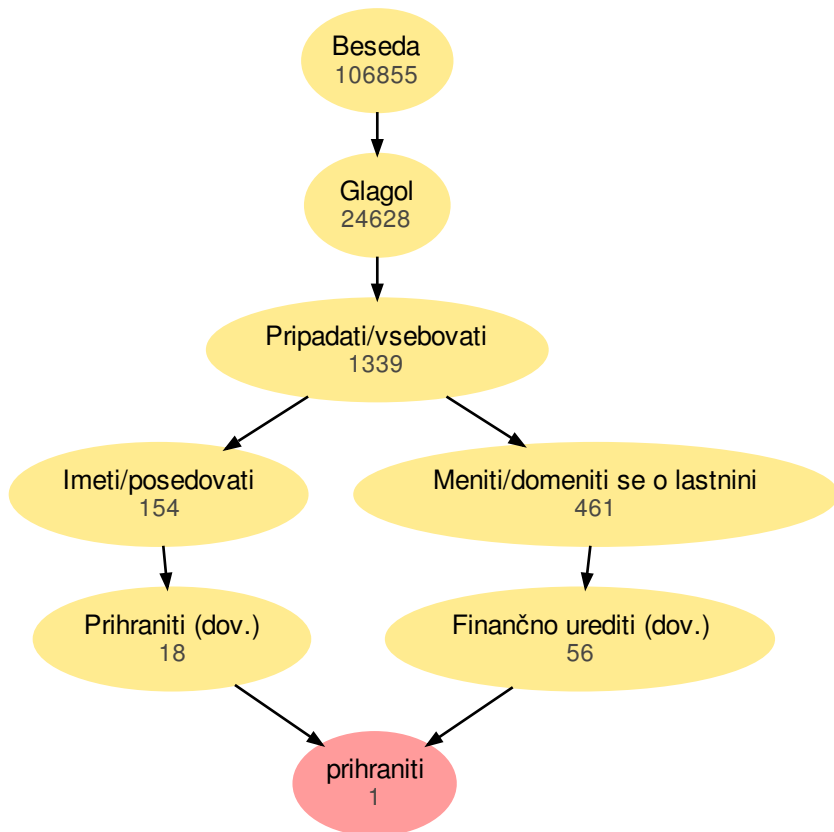 Beseda
106855
Glagol
24628
Pripadati/vsebovati
1339
Imeti/posedovati
154
Meniti/domeniti se o lastnini
461
Prihraniti (dov.)
18
Finančno urediti (dov.)
56
prihraniti
1